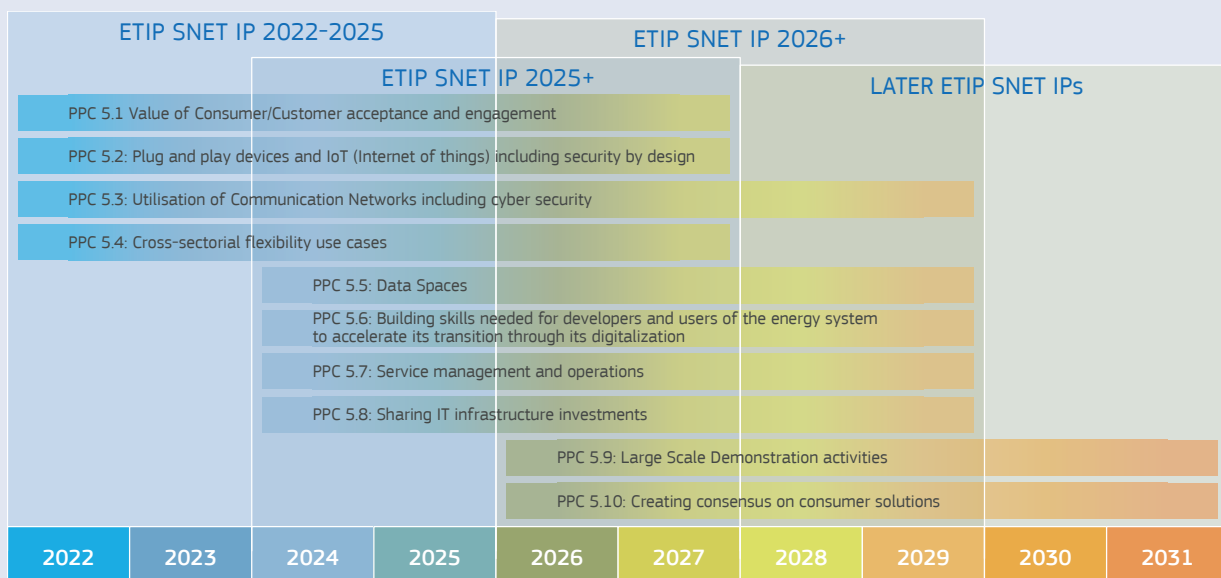 ETIP SNET IP 2022-2025
ETIP SNET IP 2026+
ETIP SNET IP 2025+
LATER ETIP SNET IPs
PPC 5.1 Value of Consumer/Customer acceptance and engagement
PPC 5.2: Plug and play devices and IoT (Internet of things) including security by design
PPC 5.3: Utilisation of Communication Networks including cyber security
PPC 5.4: Cross-sectorial flexibility use cases
PPC 5.5: Data Spaces
PPC 5.6: Building skills needed for developers and users of the energy system
to accelerate its transition through its digitalization
PPC 5.7: Service management and operations
PPC 5.8: Sharing IT infrastructure investments
PPC 5.9: Large Scale Demonstration activities
PPC 5.10: Creating consensus on consumer solutions
2022 2023 2024 2025 2026 2027 2028 2029 2030 2031